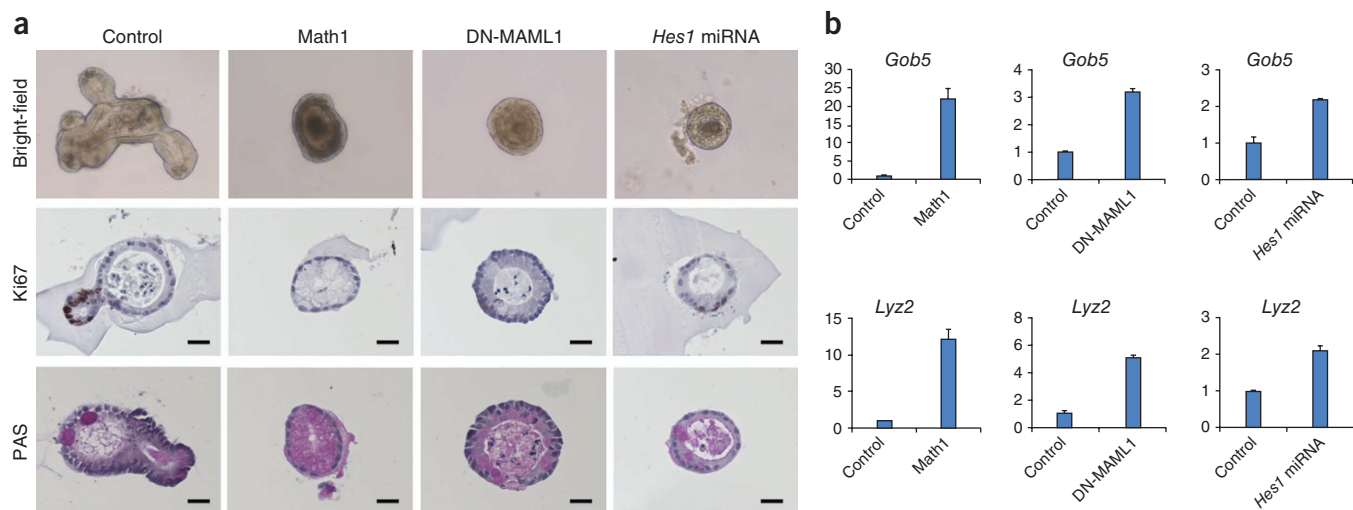 a
Control
Math1
DN-MAML1
Hes1 miRNA
Bright-field
Ki67
PAS
b
Gob5
30
25
20
15
10
5
0
Control
Math1
Gob5
4
3
2
1
0
Control
DN-MAML1
Gob5
3
2
1
0
Control
Hes1 miRNA
Lyz2
15
10
5
0
Control
Math1
Lyz2
8
6
4
2
0
Control
DN-MAML1
Lyz2
3
2
1
0
Control
Hes1 miRNA